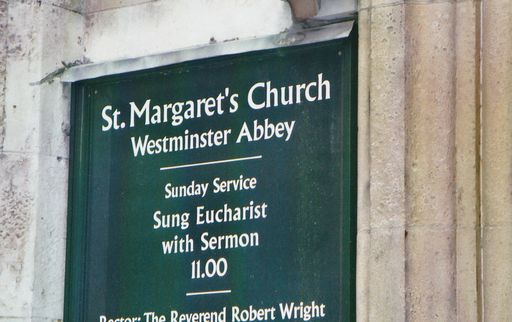 St. Margaret's Church
Westminster Abbey
Sunday Service
Sung Eucharist
with Sermon
11.00
Rector: The Reverend Robert Wright